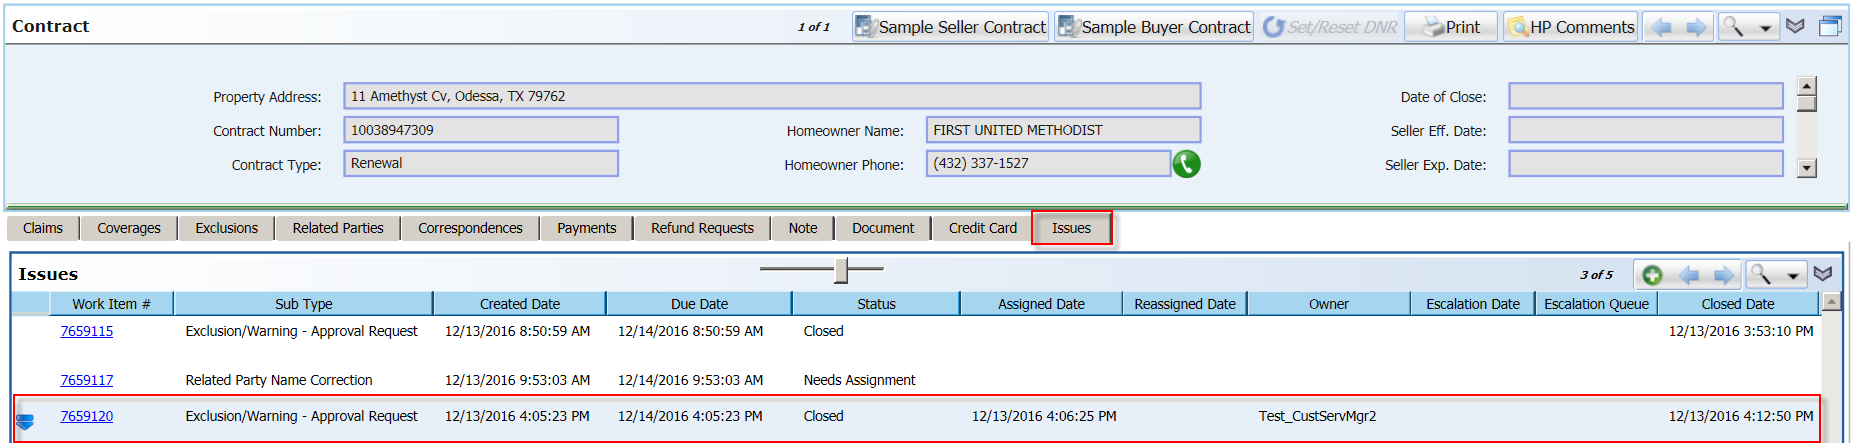 Contract 1 of 1 Sample Seller Contract Sample Buyer Contract Set/Reset DNR Print HP Comments
Property Address: 11 Amethyst Cv, Odessa, TX 79762 Date of Close:
Contract Number: 10038947309 Homeowner Name: FIRST UNITED METHODIST Seller Eff. Date:
Contract Type: Renewal Homeowner Phone: (432) 337-1527 Seller Exp. Date:
Claims Coverages Exclusions Related Parties Correspondences Payments Refund Requests Note Document Credit Card Issues
Issues 3 of 5
Work Item # Sub Type Created Date Due Date Status Assigned Date Reassigned Date Owner Escalation Date Escalation Queue Closed Date
7659115 Exclusion/Warning - Approval Request 12/13/2016 8:50:59 AM 12/14/2016 8:50:59 AM Closed 12/13/2016 3:53:10 PM
7659117 Related Party Name Correction 12/13/2016 9:53:03 AM 12/14/2016 9:53:03 AM Needs Assignment
7659120 Exclusion/Warning - Approval Request 12/13/2016 4:05:23 PM 12/14/2016 4:05:23 PM Closed 12/13/2016 4:06:25 PM Test_CustServMgr2 12/13/2016 4:12:50 PM